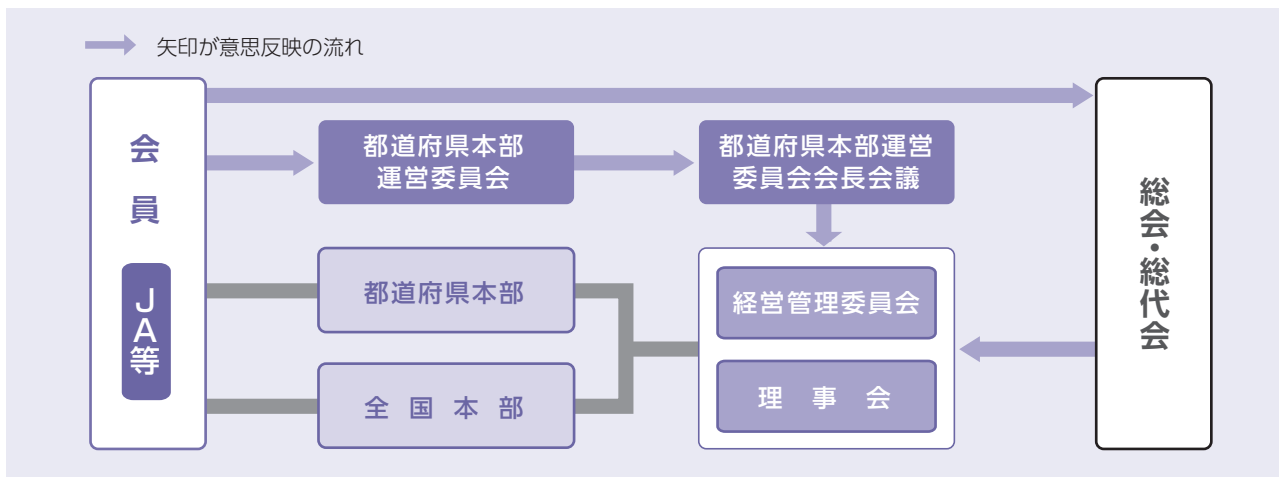 矢印が意思反映の流れ
会員
JA等
都道府県本部
運営委員会
都道府県本部運営
委員会会長会議
都道府県本部
全国本部
経営管理委員会
理事会
総会・総代会